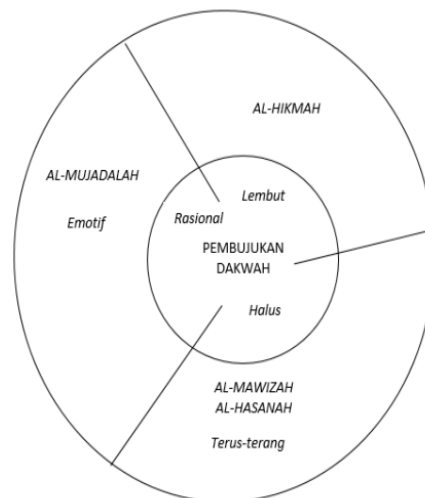 AL-HIKMAH
AL-MUJADALAH
Emotif
Lembut
Rasional
PEMBUJUKAN
DAKWAH
Halus
AL-MAWIZAH
AL-HASANAH
Terus-terang